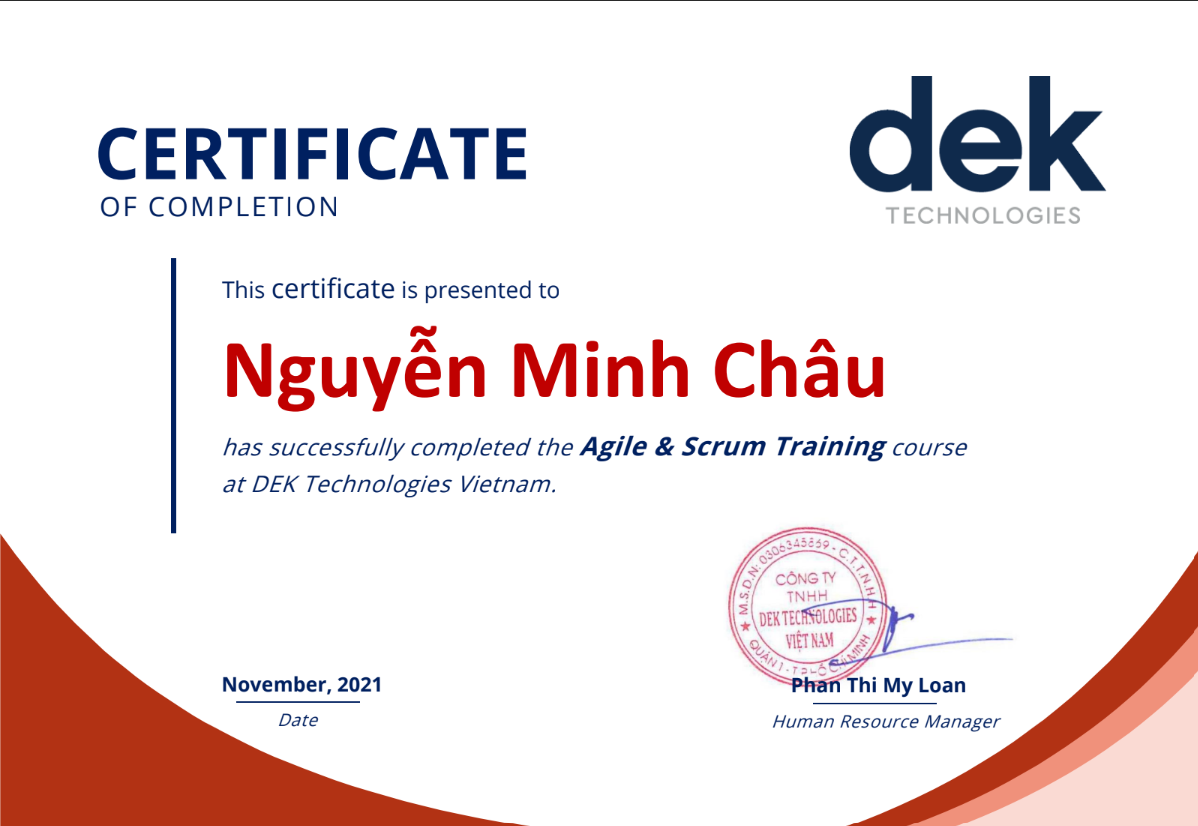 CERTIFICATE
OF COMPLETION
dek
TECHNOLOGIES
This certificate is presented to
Nguyễn Minh Châu
has successfully completed the Agile & Scrum Training course
at DEK Technologies Vietnam.
M.S.D.N: 0306345869 - C.T.T.N.H.H
CÔNG TY
TNHH
DEK TECHNOLOGIES
VIỆT NAM
QUẬN 1 - TP. HỒ CHÍ MINH
November, 2021
Phan Thi My Loan
Date
Human Resource Manager